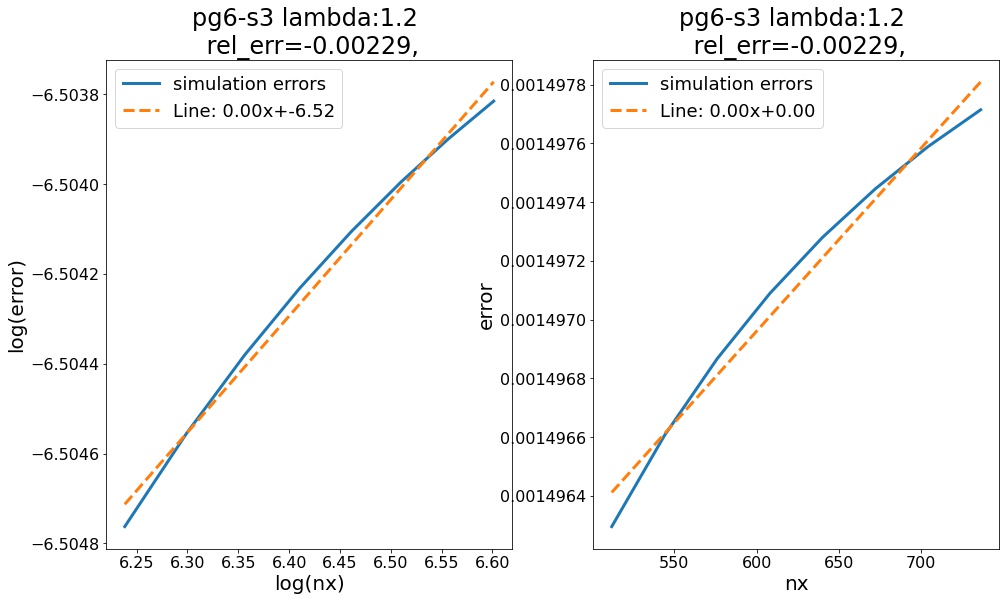 pg6-s3 lambda:1.2
rel_err=-0.00229,
simulation errors
Line: 0.00x+-6.52
−6.5038
−6.5040
−6.5042
−6.5044
−6.5046
−6.5048
log(error)
6.25 6.30 6.35 6.40 6.45 6.50 6.55 6.60
log(nx)
pg6-s3 lambda:1.2
rel_err=-0.00229,
simulation errors
Line: 0.00x+0.00
0.0014978
0.0014976
0.0014974
0.0014972
0.0014970
0.0014968
0.0014966
0.0014964
error
550 600 650 700
nx